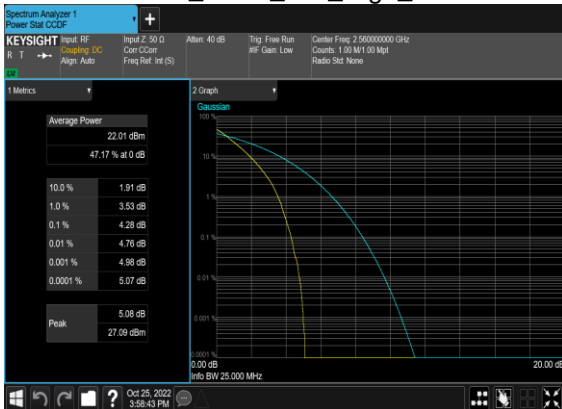 Spectrum Analyzer 1
Power Stat CCDF
+
KEYSIGHT
R T
LXI
Input: RF
Coupling: DC
Align: Auto
Input Z: 50 Ω
Corr CCorr
Freq Ref: Int (S)
Atten: 40 dB
Trig: Free Run
#IF Gain: Low
Center Freq: 2.560000000 GHz
Counts: 1.00 M/1.00 Mpt
Radio Std: None
1 Metrics
Average Power
22.01 dBm
47.17 % at 0 dB
10.0 % 1.91 dB
1.0 % 3.53 dB
0.1 % 4.28 dB
0.01 % 4.76 dB
0.001 % 4.98 dB
0.0001 % 5.07 dB
Peak
5.08 dB
27.09 dBm
2 Graph
Gaussian
100 %
10 %
1 %
0.1 %
0.01 %
0.001 %
0.0001 %
0.00 dB
20.00 dB
Info BW 25.000 MHz
?
Oct 25, 2022
3:58:43 PM